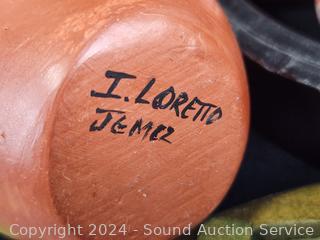 I. LORETTO
JEMEZ
Copyright 2024 - Sound Auction Service